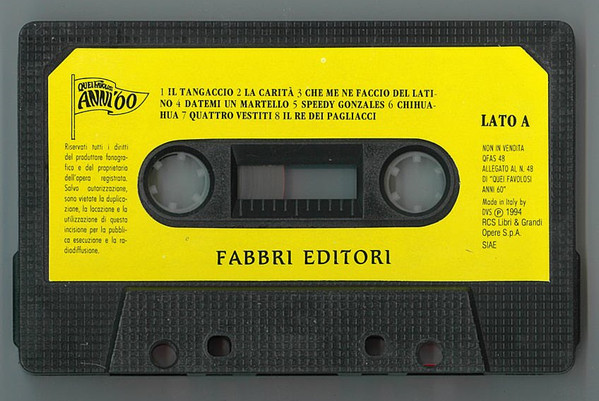 QUEI FAVOLOSI
ANNI '60
1 IL TANGACCIO 2 LA CARITÀ 3 CHE ME NE FACCIO DEL LATI-
NO 4 DATEMI UN MARTELLO 5 SPEEDY GONZALES 6 CHIHUA-
HUA 7 QUATTRO VESTITI 8 IL RE DEI PAGLIACCI
LATO A
Riservati tutti i diritti
del produttore fonogra-
fico e del proprietario
dell'opera registrata.
Salvo autorizzazione,
sono vietate la duplica-
zione, la locazione e la
utilizzazione di questa
incisione per la pubbli-
ca esecuzione e la ra-
diodiffusione.
NON IN VENDITA
QFAS 48
ALLEGATO AL N. 48
DI "QUEI FAVOLOSI
ANNI 60"
Made in Italy by
DVS Ⓟ 1994
RCS Libri & Grandi
Opere S.p.A.
SIAE
FABBRI EDITORI